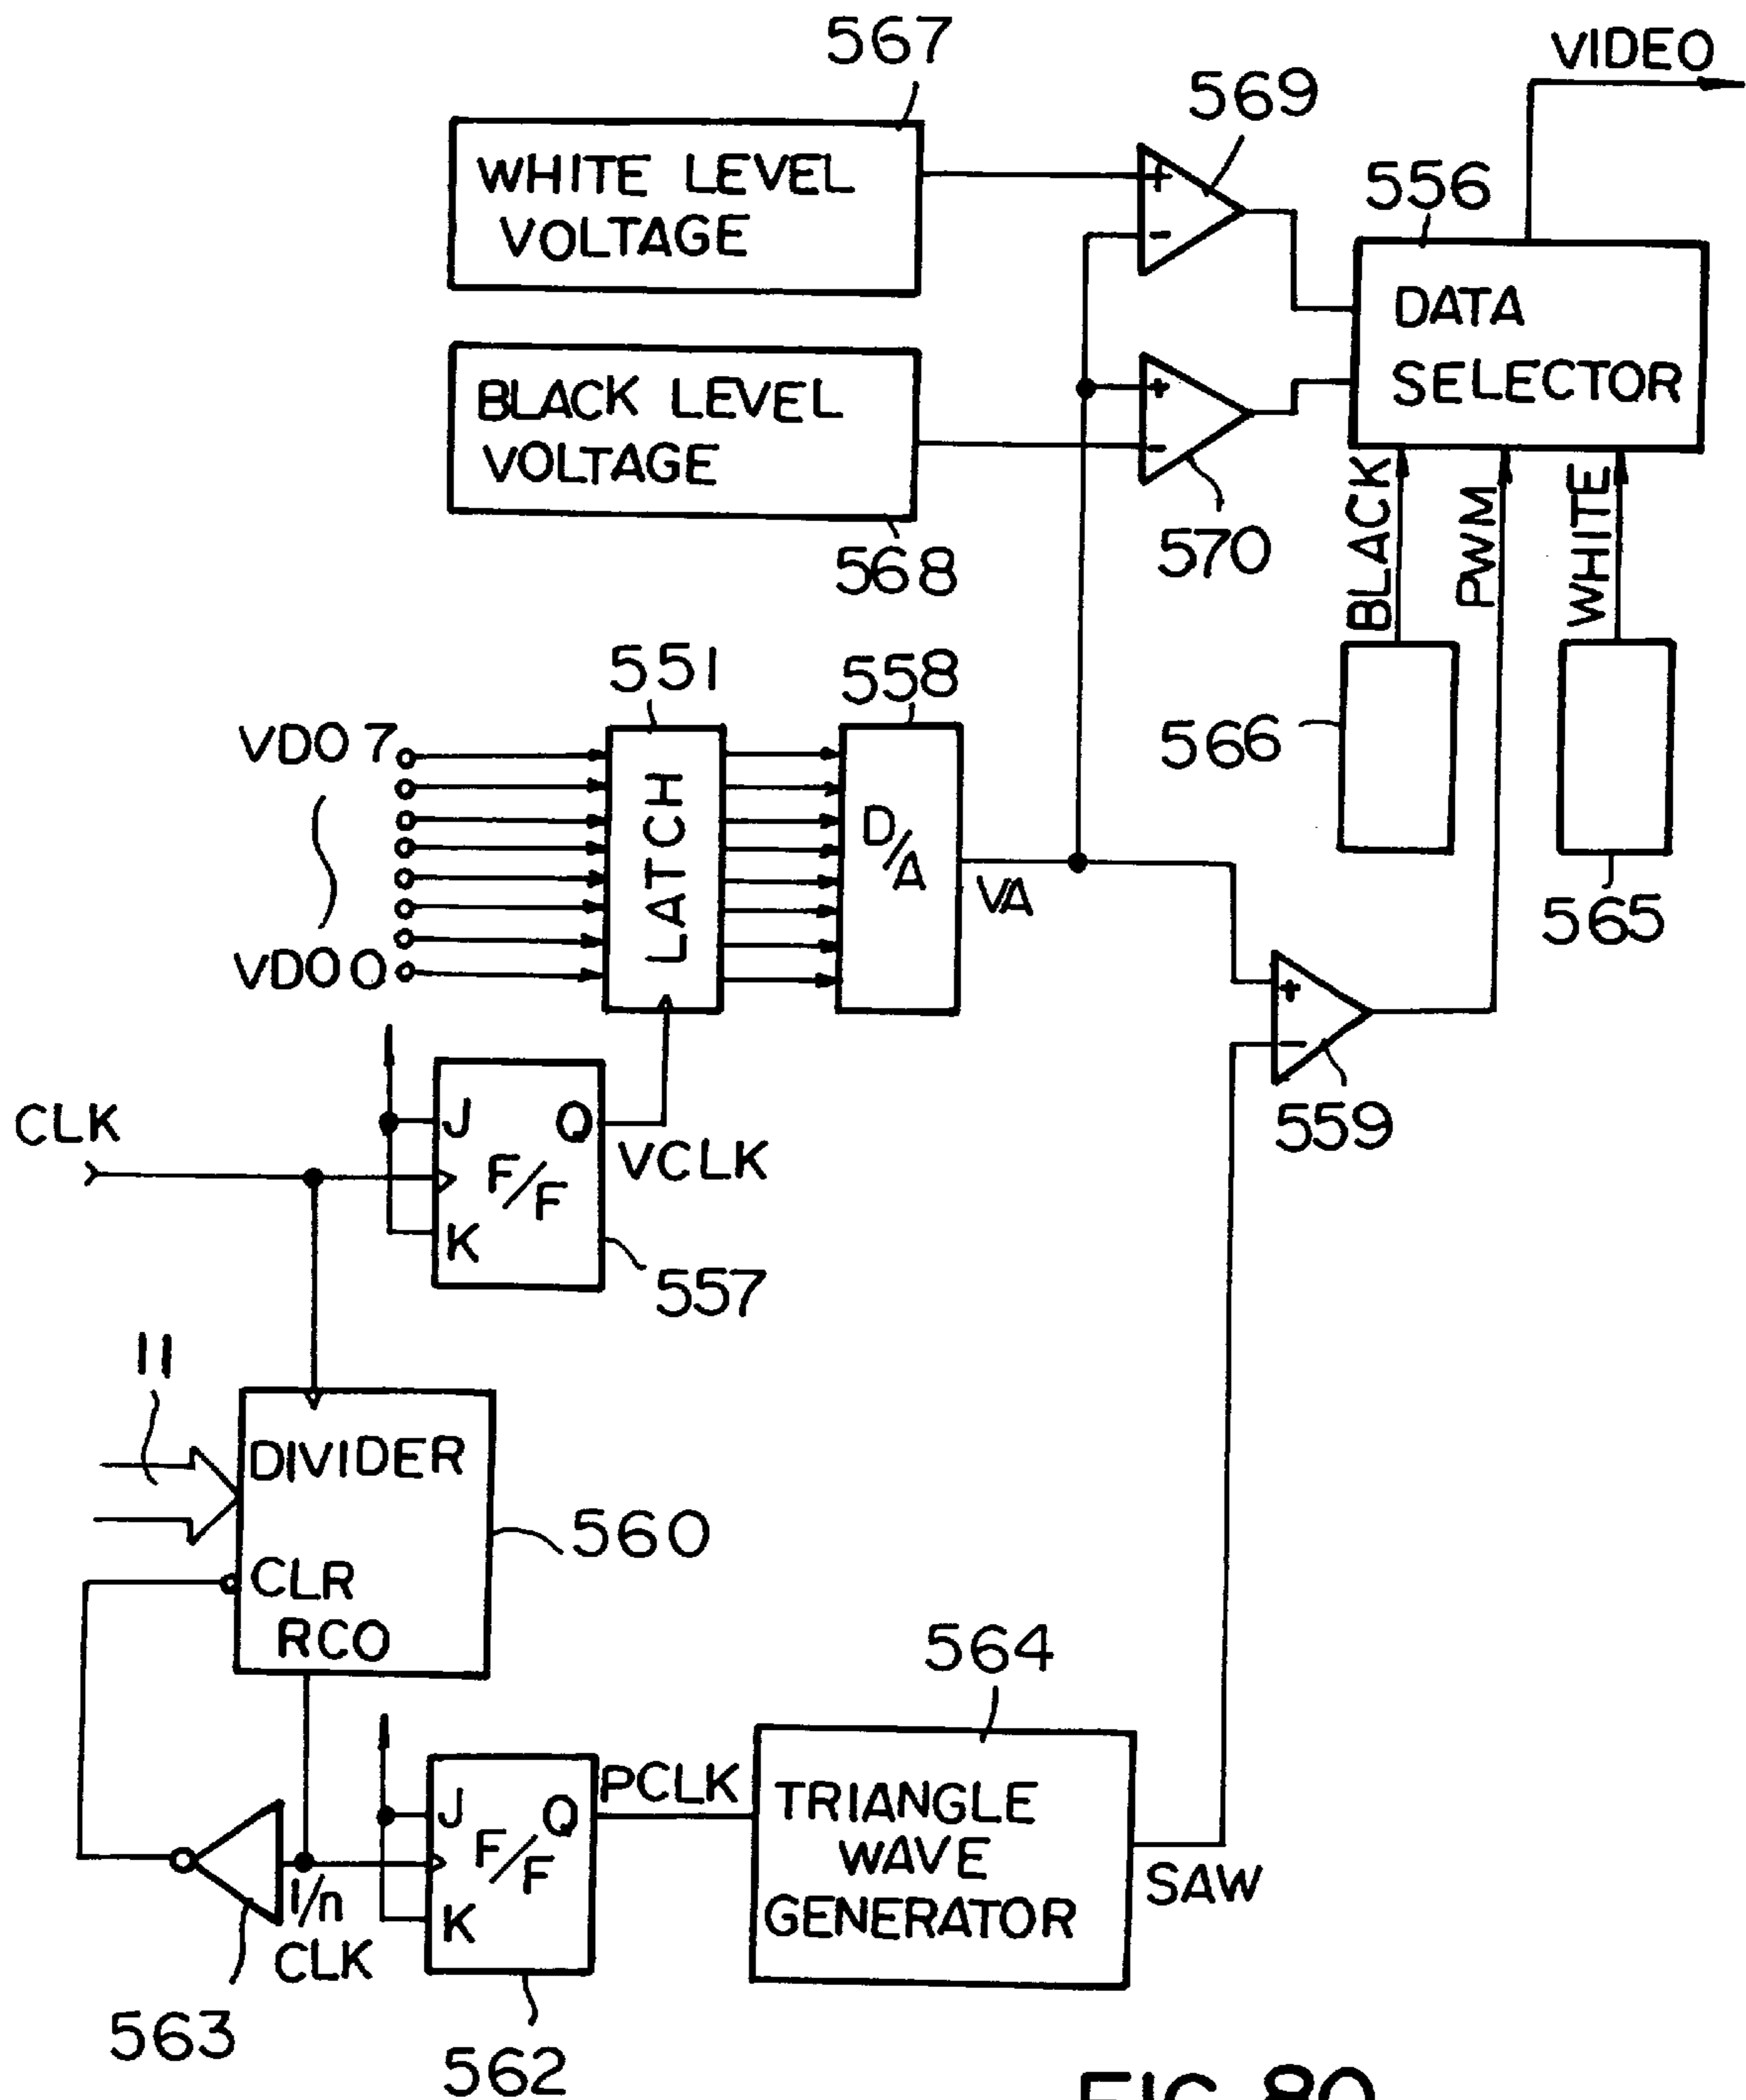 567
VIDEO
569
WHITE LEVEL
VOLTAGE
+
−
556
DATA
SELECTOR
BLACK LEVEL
VOLTAGE
+
−
568
570
BLACK
PWM
WHITE
551
558
VD07
VD00
LATCH
D/A
VA
566
565
+
−
559
CLK
J
Q
F/F
K
VCLK
557
11
DIVIDER
CLR
RCO
560
564
J
Q
F/F
K
PCLK
TRIANGLE
WAVE
GENERATOR
SAW
1/n
CLK
563
562
FIG. 80